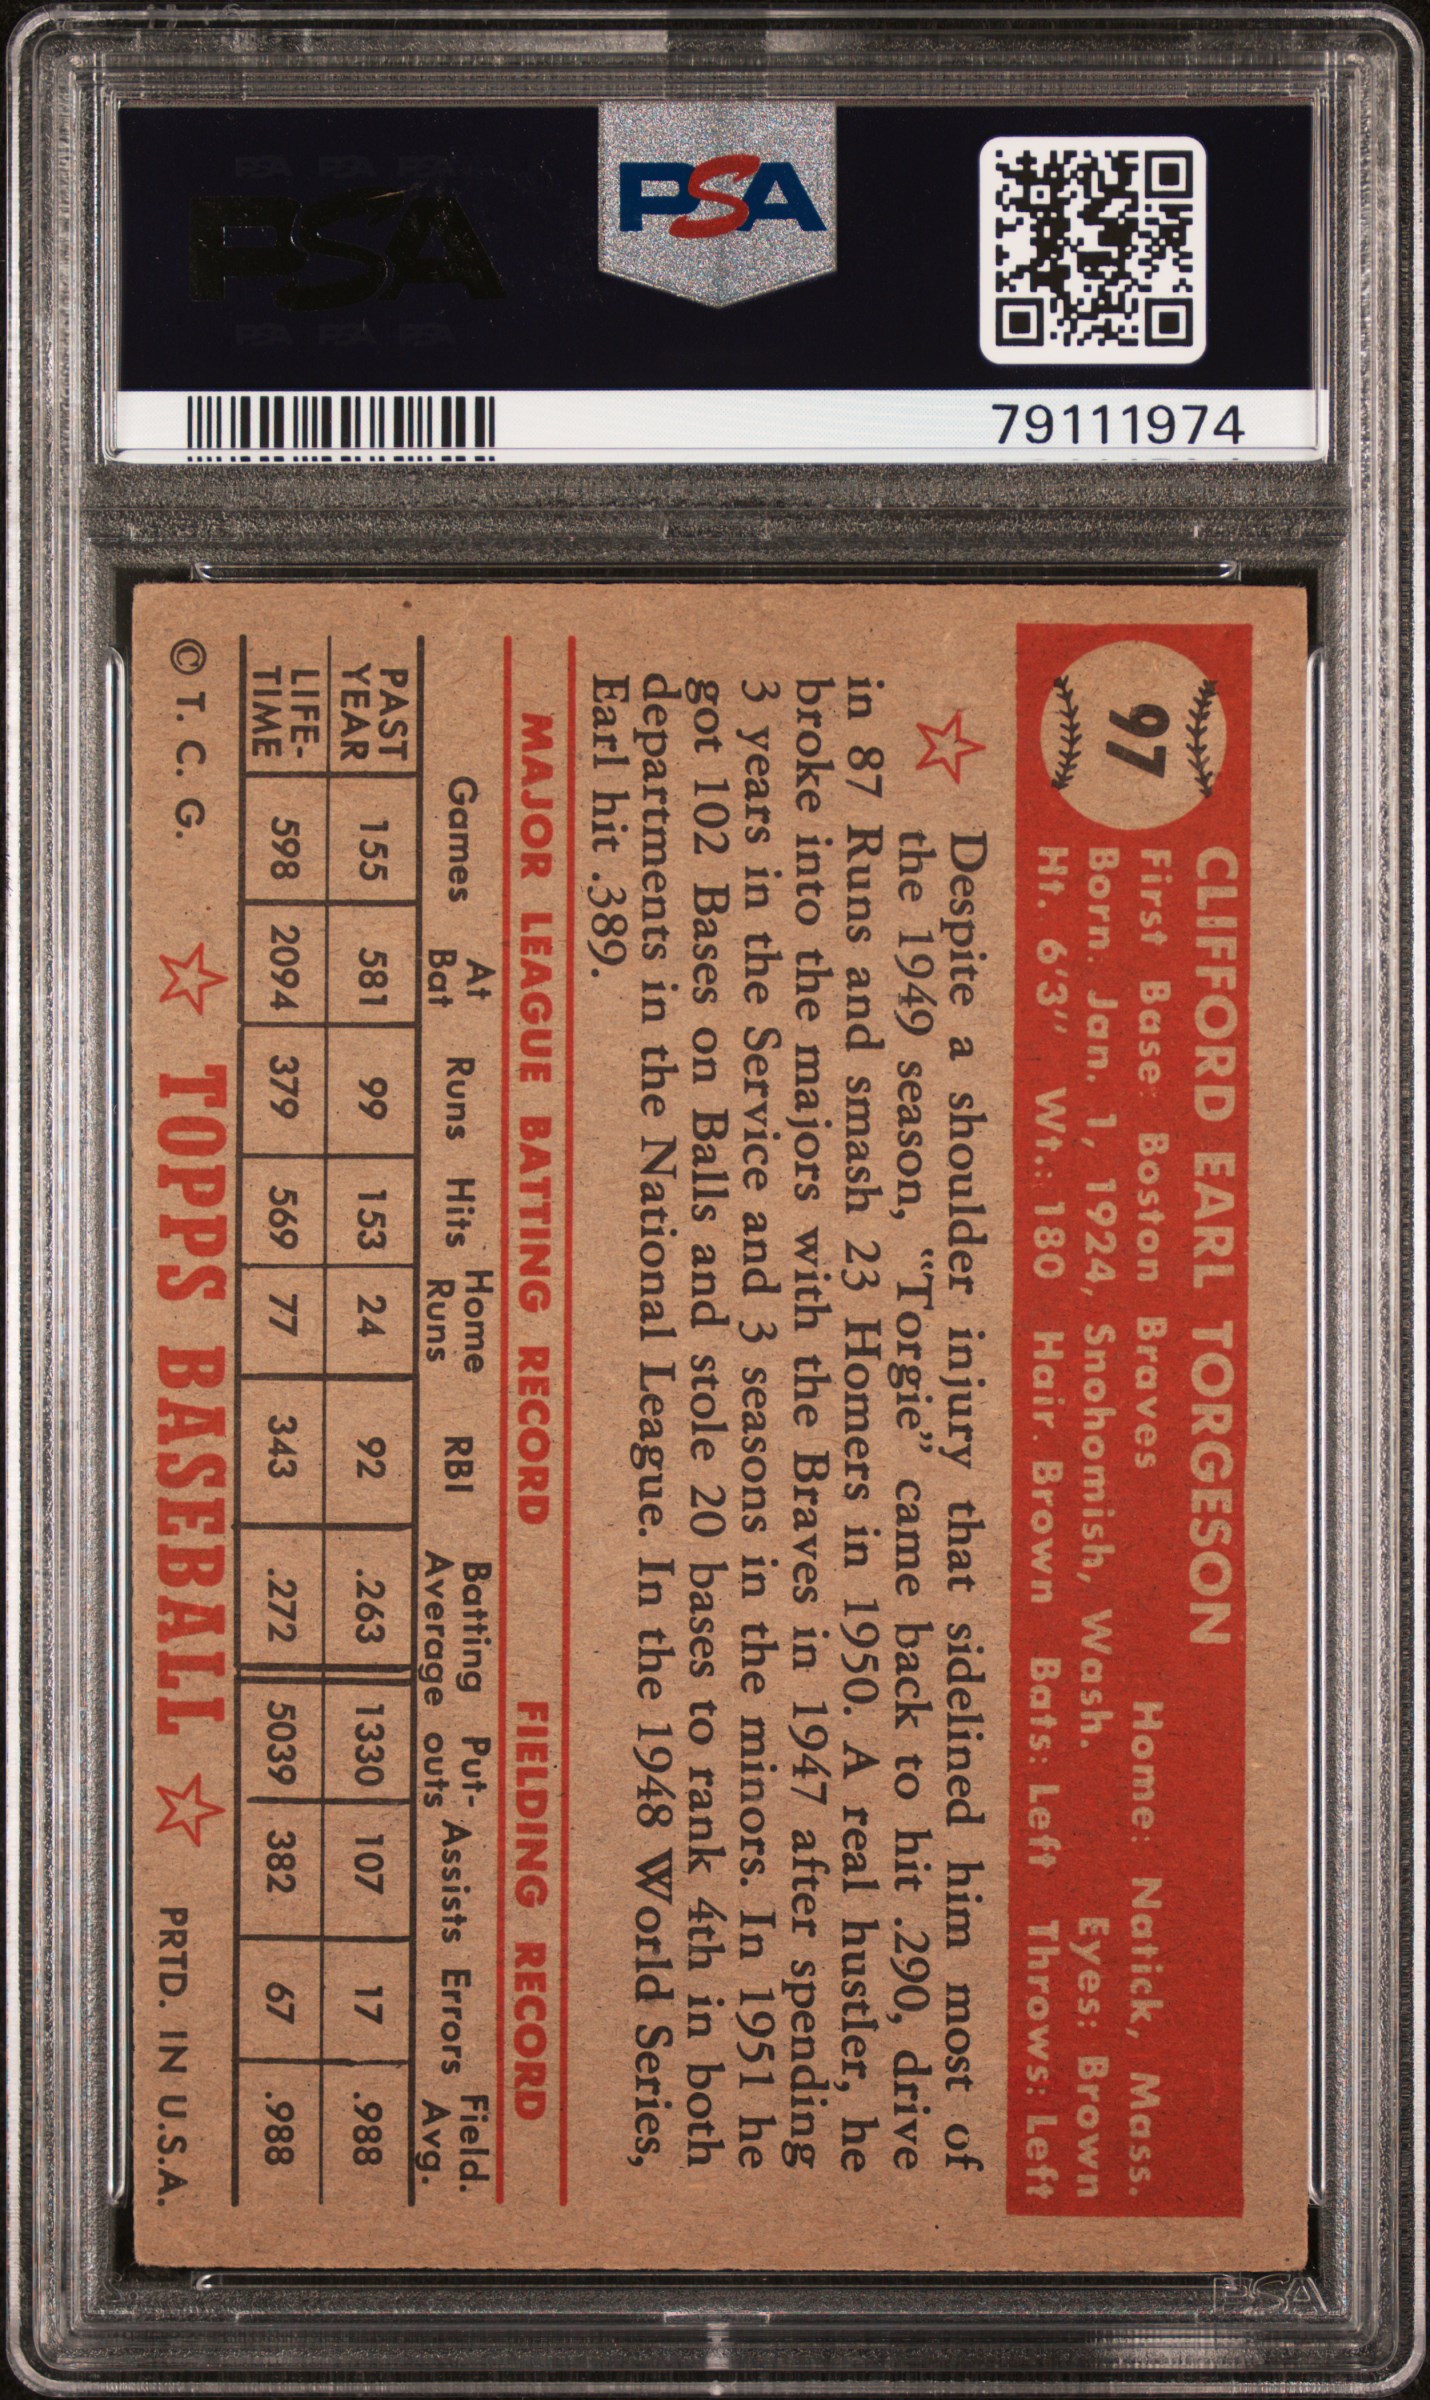 PSA PSA PSA
PSA
PSA PSA PSA
PSA
79111974
97
CLIFFORD EARL TORGESON
First Base: Boston Braves Home: Natick, Mass.
Born: Jan. 1, 1924, Snohomish, Wash. Eyes: Brown
Ht. 6'3" Wt.: 180 Hair: Brown Bats: Left Throws: Left
Despite a shoulder injury that sidelined him most of
the 1949 season, "Torgie" came back to hit .290, drive
in 87 Runs and smash 23 Homers in 1950. A real hustler, he
broke into the majors with the Braves in 1947 after spending
3 years in the Service and 3 seasons in the minors. In 1951 he
got 102 Bases on Balls and stole 20 bases to rank 4th in both
departments in the National League. In the 1948 World Series,
Earl hit .389.
MAJOR LEAGUE BATTING RECORD FIELDING RECORD
Games At Bat Runs Hits Home Runs RBI Batting Average Put-outs Assists Errors Field. Avg.
PAST YEAR 155 581 99 153 24 92 .263 1330 107 17 .988
LIFE-TIME 598 2094 379 569 77 343 .272 5039 382 67 .988
© T. C. G. TOPPS BASEBALL PRTD. IN U.S.A.
PSA